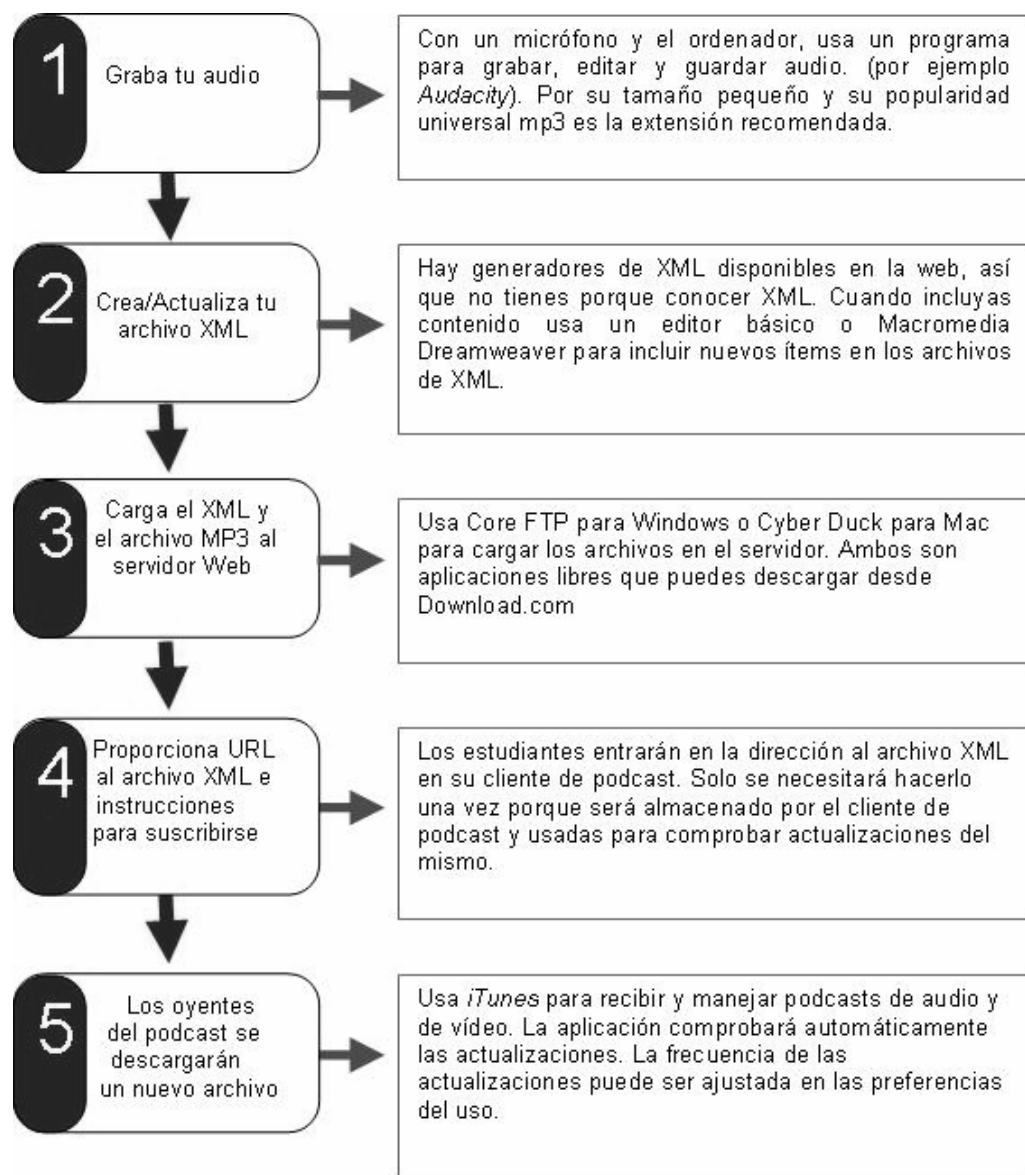 1
Graba tu audio
Con un micrófono y el ordenador, usa un programa
para grabar, editar y guardar audio. (por ejemplo
Audacity). Por su tamaño pequeño y su popularidad
universal mp3 es la extensión recomendada.
2
Crea/Actualiza tu
archivo XML
Hay generadores de XML disponibles en la web, así
que no tienes porque conocer XML. Cuando incluyas
contenido usa un editor básico o Macromedia
Dreamweaver para incluir nuevos ítems en los archivos
de XML.
3
Carga el XML y
el archivo MP3 al
servidor Web
Usa Core FTP para Windows o Cyber Duck para Mac
para cargar los archivos en el servidor. Ambos son
aplicaciones libres que puedes descargar desde
Download.com
4
Proporciona URL
al archivo XML e
instrucciones
para suscribirse
Los estudiantes entrarán en la dirección al archivo XML
en su cliente de podcast. Solo se necesitará hacerlo
una vez porque será almacenado por el cliente de
podcast y usadas para comprobar actualizaciones del
mismo.
5
Los oyentes
del podcast se
descargarán
un nuevo archivo
Usa iTunes para recibir y manejar podcasts de audio y
de vídeo. La aplicación comprobará automáticamente
las actualizaciones. La frecuencia de las
actualizaciones puede ser ajustada en las preferencias
del uso.